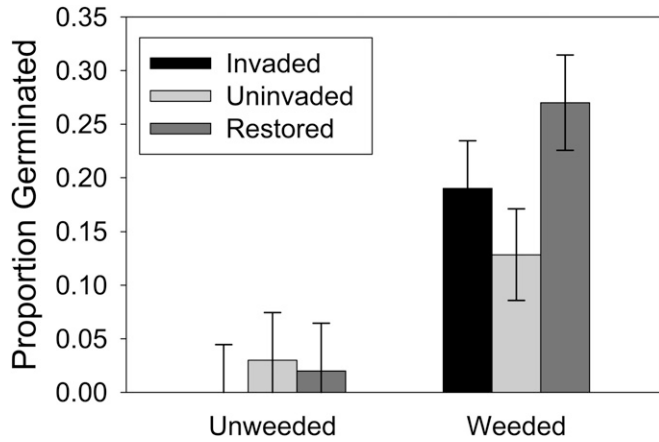 Proportion Germinated
0.35
0.30
0.25
0.20
0.15
0.10
0.05
0.00
Invaded
Uninvaded
Restored
Unweeded
Weeded